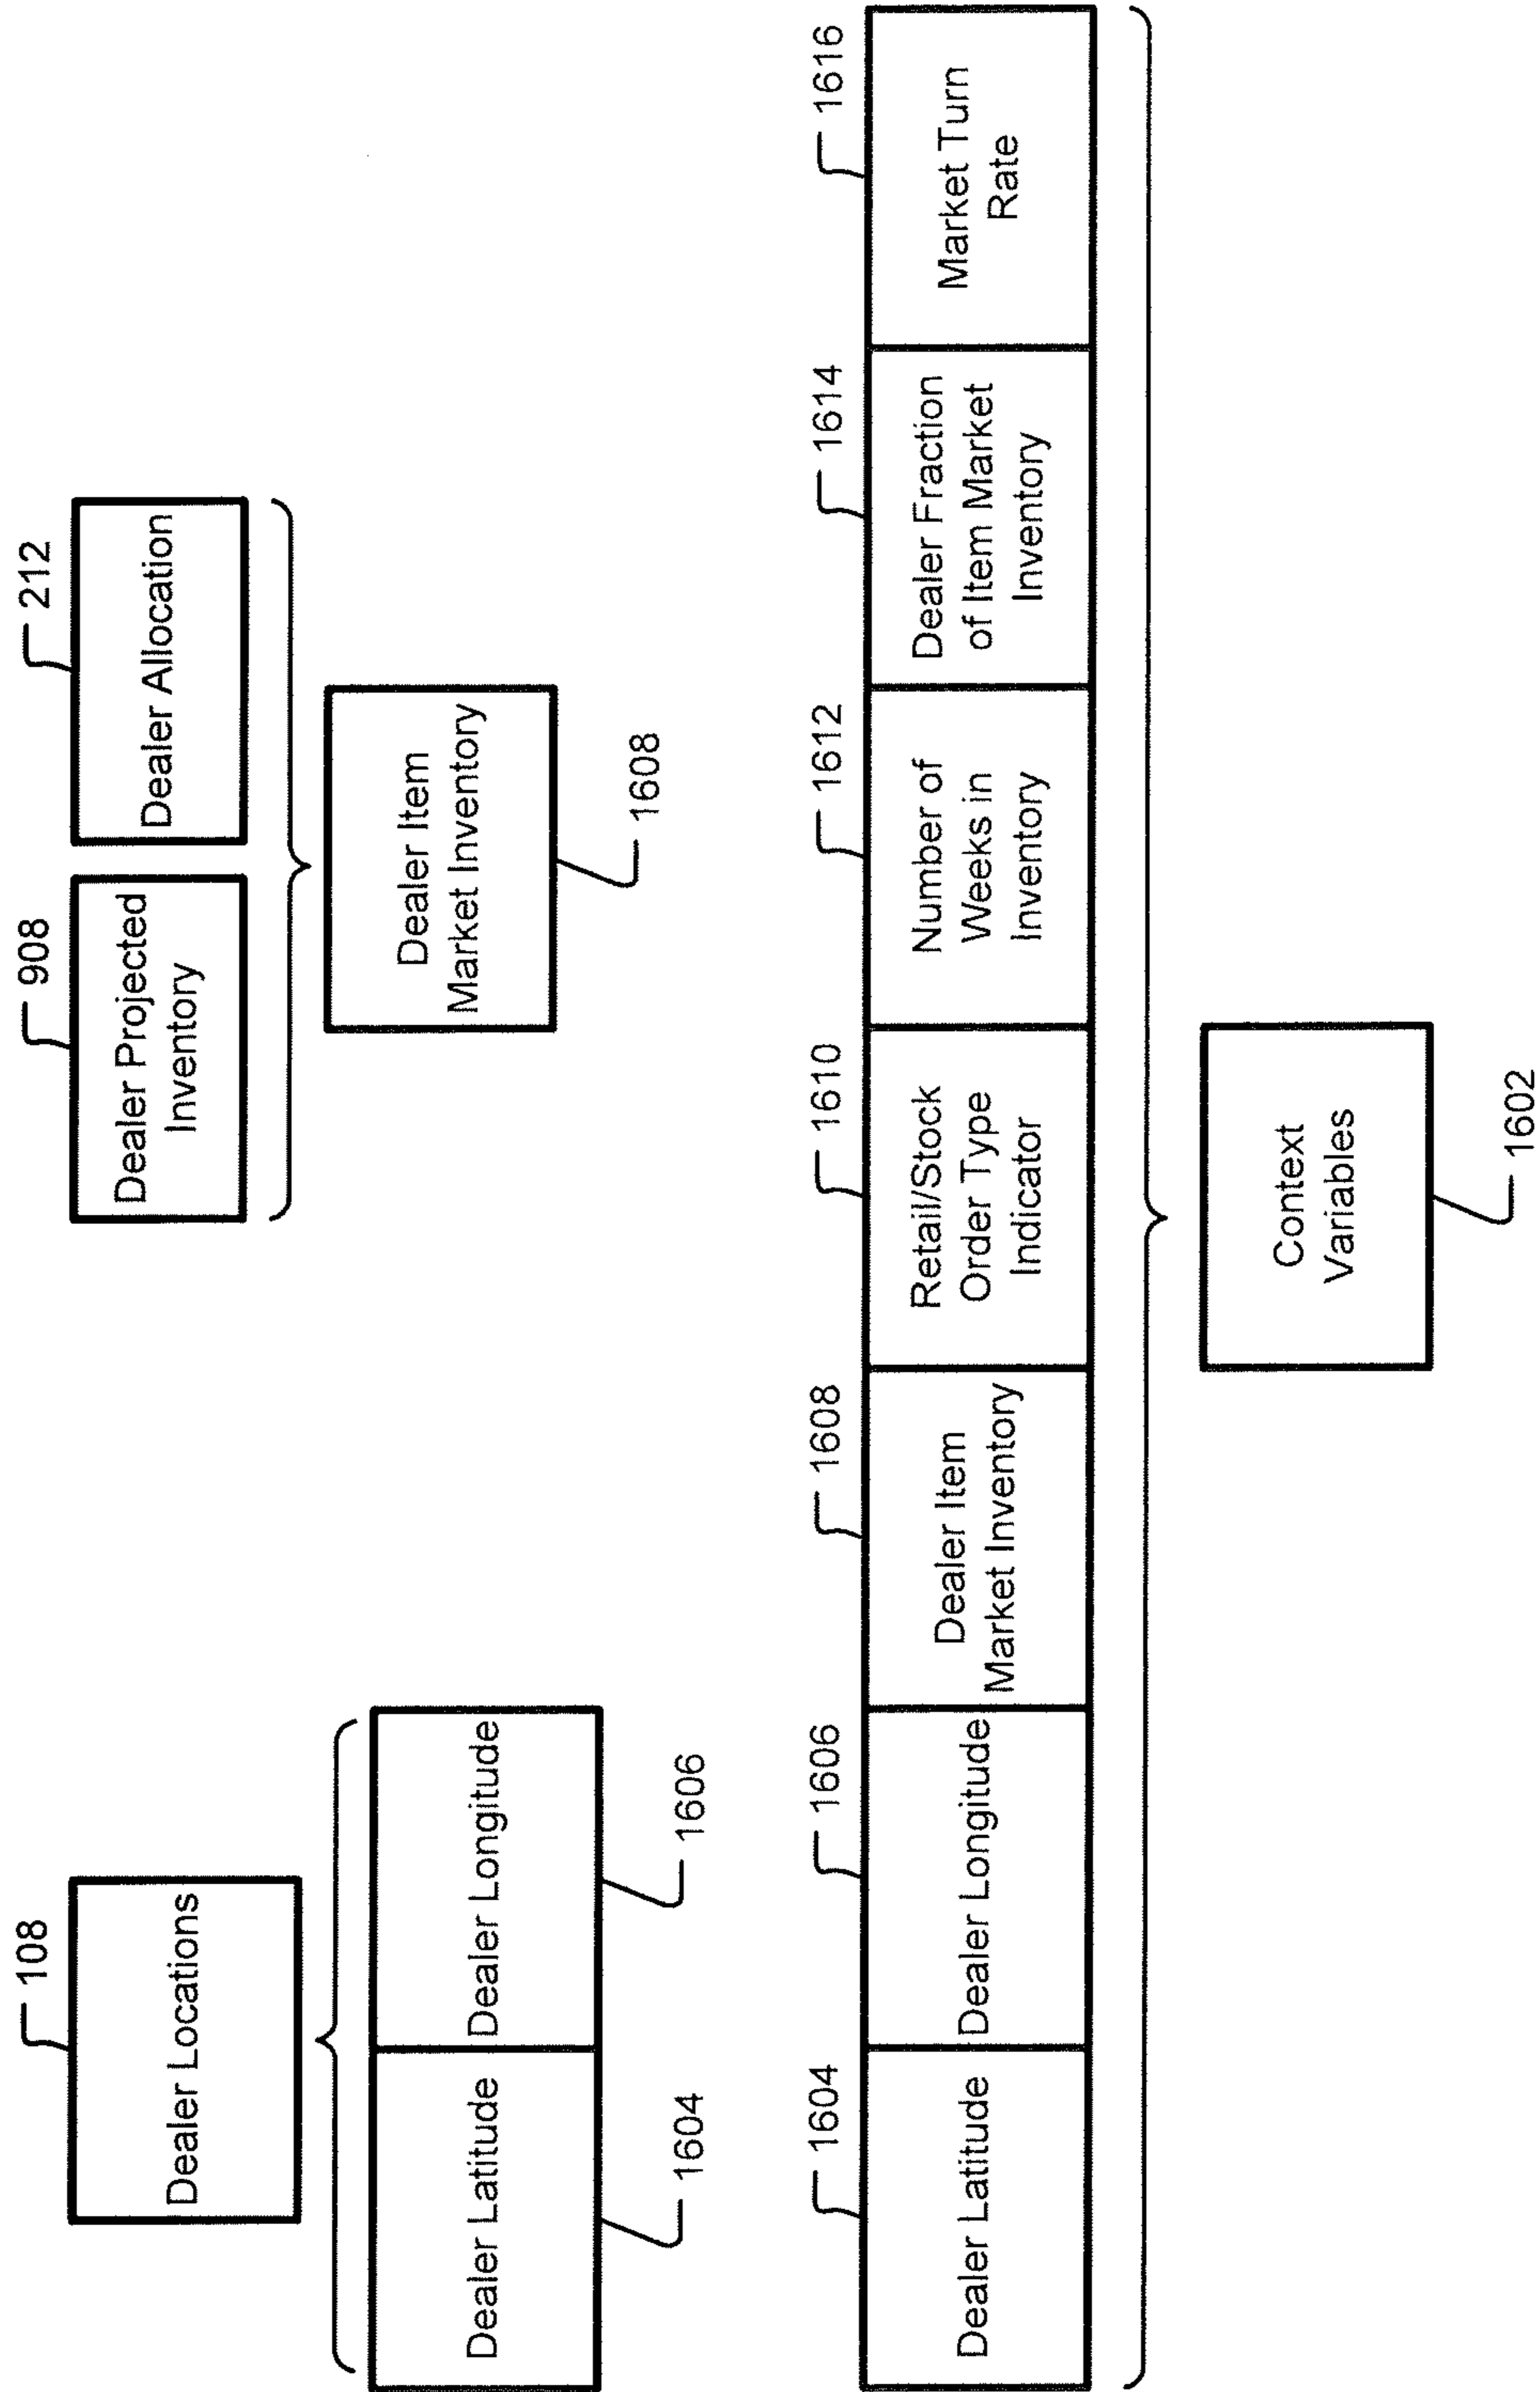 108
Dealer Locations
Dealer Latitude
Dealer Longitude
1604
1606
908
212
Dealer Projected
Inventory
Dealer Allocation
Dealer Item
Market Inventory
1608
1604
1606
1608
1610
1612
1614
1616
Dealer Latitude
Dealer Longitude
Dealer Item
Market Inventory
Retail/Stock
Order Type
Indicator
Number of
Weeks in
Inventory
Dealer Fraction
of Item Market
Inventory
Market Turn
Rate
Context
Variables
1602